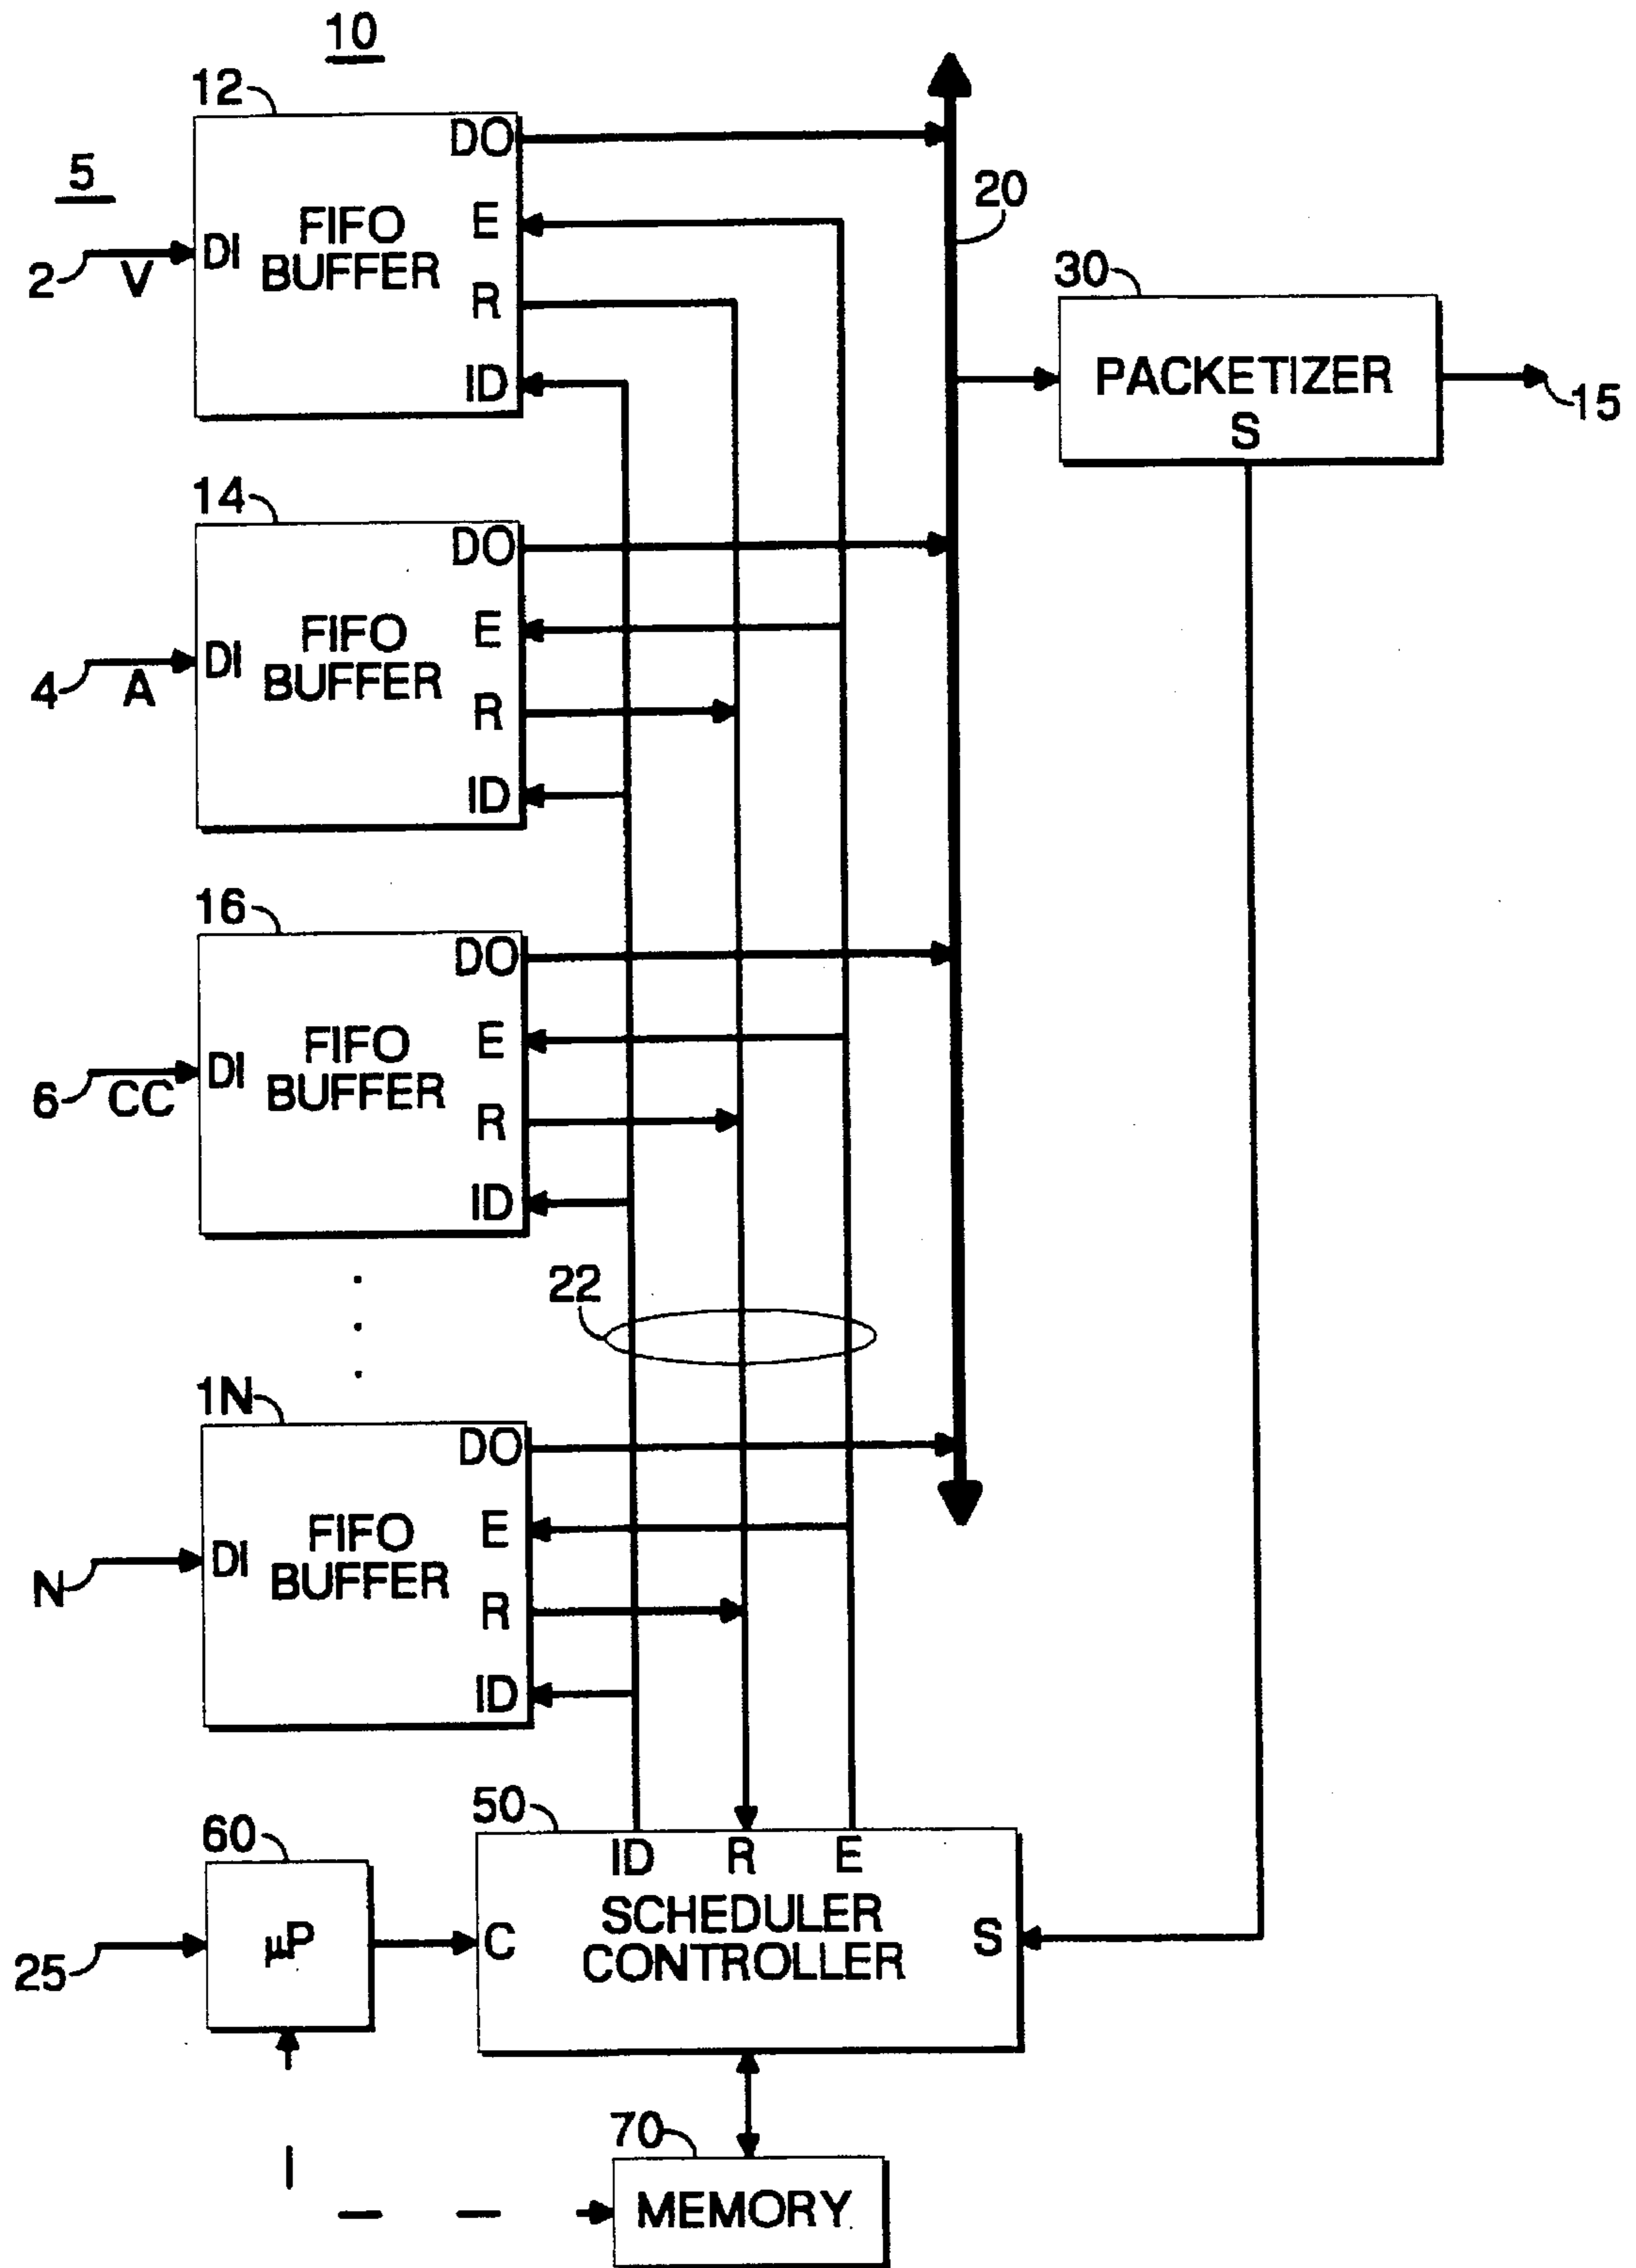 10
12
DO
5
20
E
FIFO
BUFFER
2
V
DI
30
R
PACKETIZER
S
15
ID
14
DO
E
FIFO
BUFFER
4
A
DI
R
ID
16
DO
E
FIFO
BUFFER
6
CC
DI
R
ID
22
1N
DO
E
FIFO
BUFFER
N
DI
R
ID
50
60
ID R E
SCHEDULER
CONTROLLER
C
S
μP
25
70
MEMORY